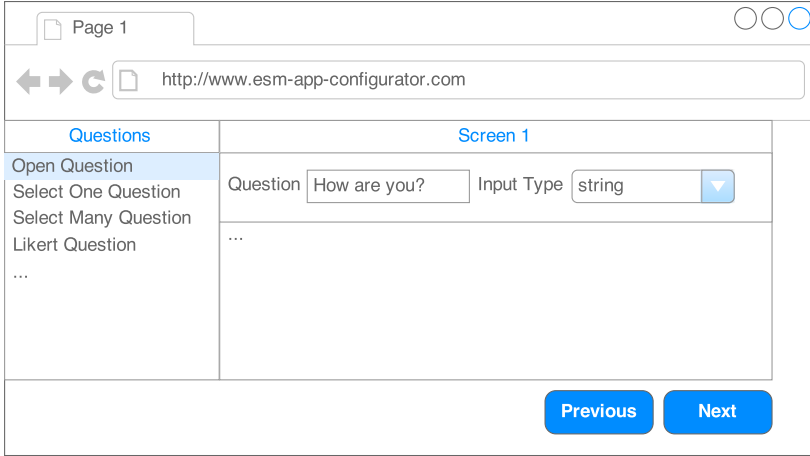 Page 1
http://www.esm-app-configurator.com
Questions
Screen 1
Open Question
Select One Question
Select Many Question
Likert Question
...
Question How are you? Input Type string
...
Previous Next